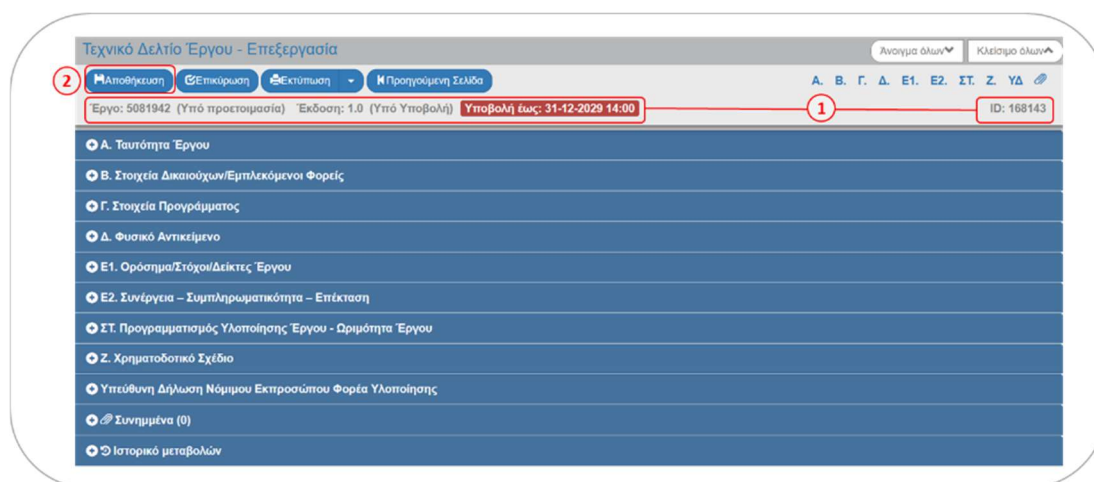 Τεχνικό Δελτίο Έργου - Επεξεργασία Άνοιγμα όλων Κλείσιμο όλων
2 Αποθήκευση Επικύρωση Εκτύπωση Προηγούμενη Σελίδα Α. Β. Γ. Δ. Ε1. Ε2. ΣΤ. Ζ. ΥΔ
Έργο: 5081942 (Υπό προετοιμασία) Έκδοση: 1.0 (Υπό Υποβολή) Υποβολή έως: 31-12-2029 14:00 1 ID: 168143
Α. Ταυτότητα Έργου
Β. Στοιχεία Δικαιούχων/Εμπλεκόμενοι Φορείς
Γ. Στοιχεία Προγράμματος
Δ. Φυσικό Αντικείμενο
Ε1. Ορόσημα/Στόχοι/Δείκτες Έργου
Ε2. Συνέργεια – Συμπληρωματικότητα – Επέκταση
ΣΤ. Προγραμματισμός Υλοποίησης Έργου - Ωριμότητα Έργου
Ζ. Χρηματοδοτικό Σχέδιο
Υπεύθυνη Δήλωση Νόμιμου Εκπροσώπου Φορέα Υλοποίησης
Συνημμένα (0)
Ιστορικό μεταβολών